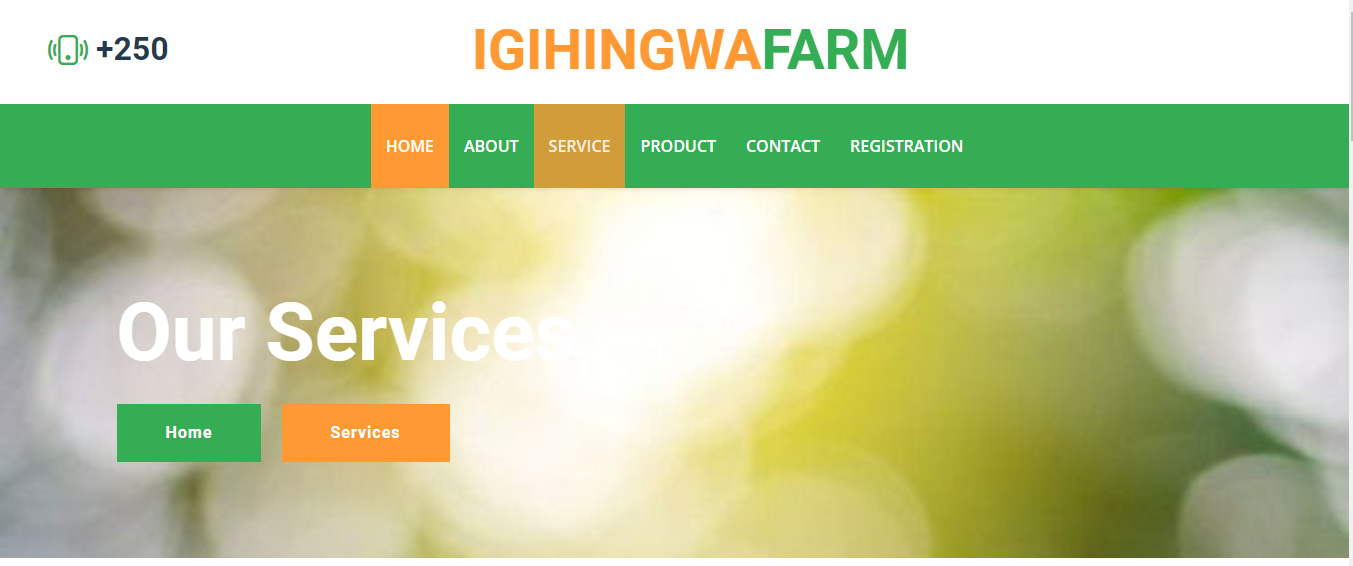 +250
IGIHINGWAFARM
HOME ABOUT SERVICE PRODUCT CONTACT REGISTRATION
Our Services
Home Services